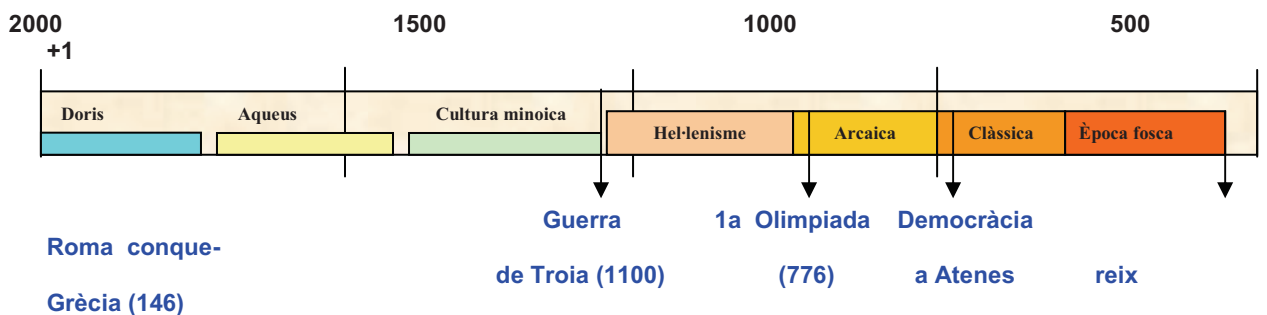 2000 1500 1000 500
+1
Doris Aqueus Cultura minoica
Hel·lenisme Arcaica Clàssica Època fosca
Guerra 1a Olimpiada Democràcia
Roma conque-
de Troia (1100) (776) a Atenes reix
Grècia (146)